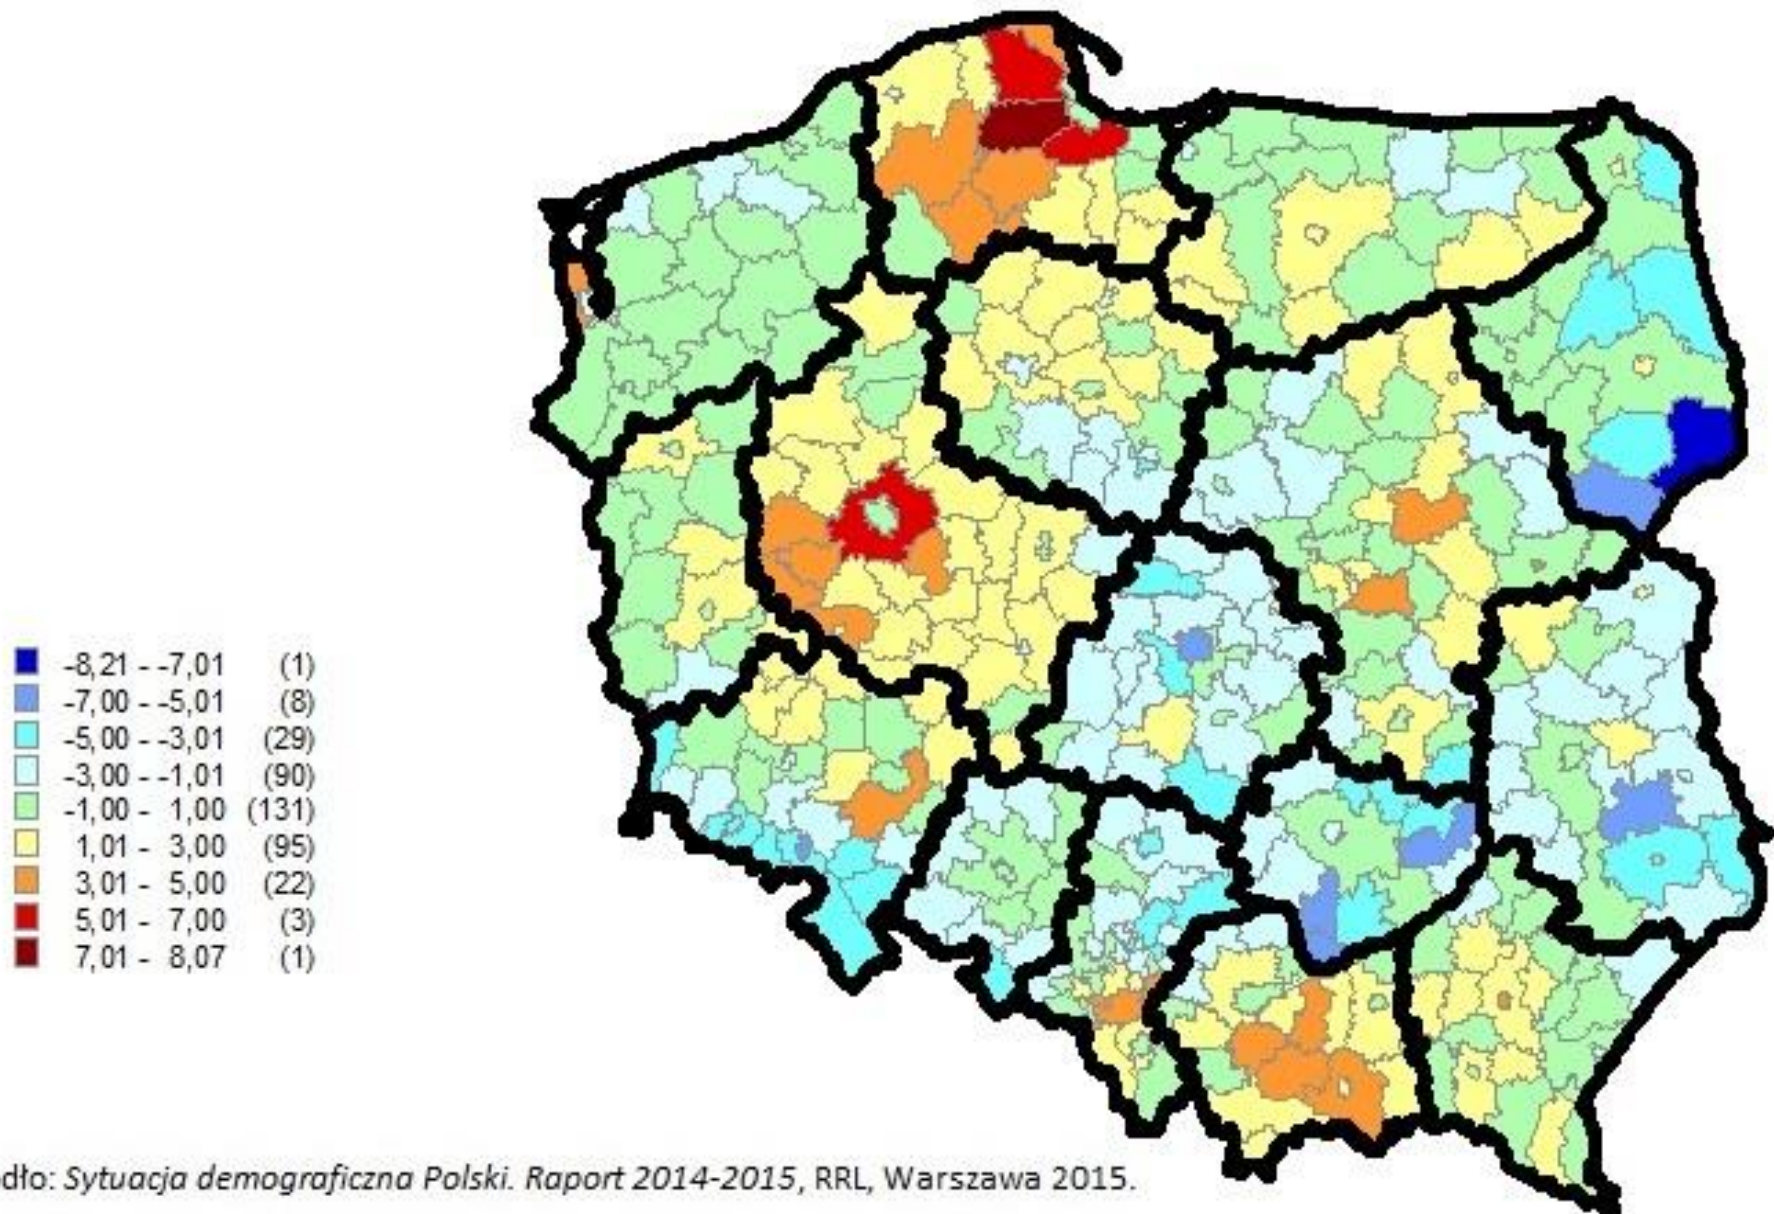 -8,21 - -7,01 (1)
-7,00 - -5,01 (8)
-5,00 - -3,01 (29)
-3,00 - -1,01 (90)
-1,00 - 1,00 (131)
1,01 - 3,00 (95)
3,01 - 5,00 (22)
5,01 - 7,00 (3)
7,01 - 8,07 (1)
dło: Sytuacja demograficzna Polski. Raport 2014-2015, RRL, Warszawa 2015.